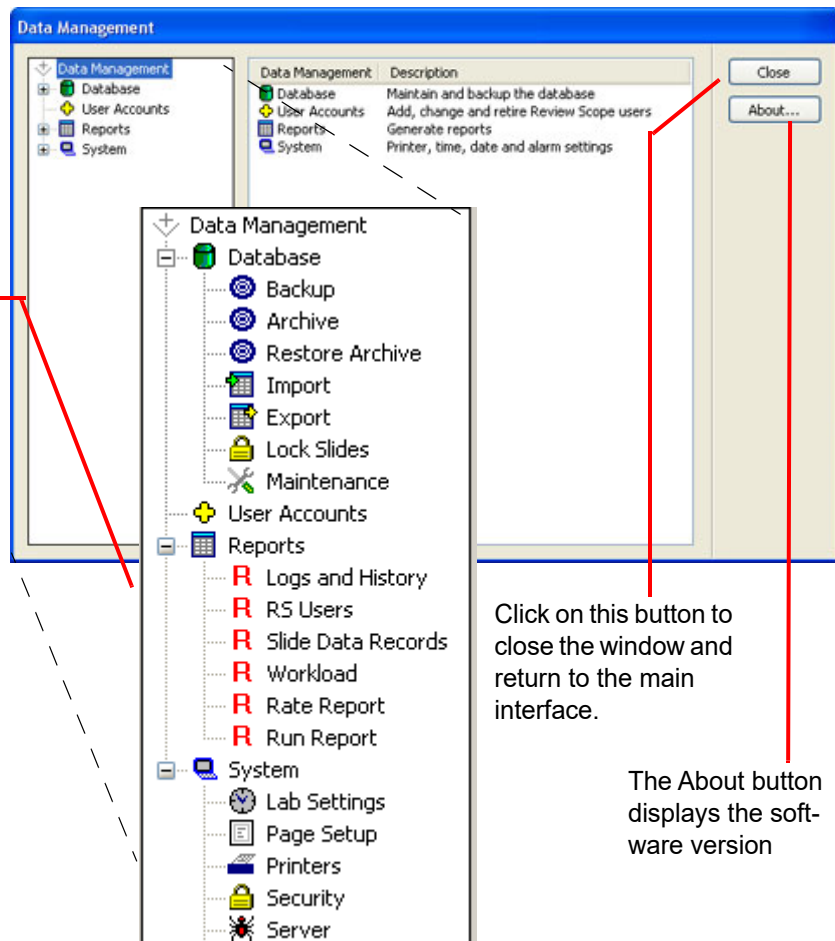 Data Management
Data Management
Database
User Accounts
Reports
System
Data Management Description
Database Maintain and backup the database
User Accounts Add, change and retire Review Scope users
Reports Generate reports
System Printer, time, date and alarm settings
Close
About...
Data Management
Database
Backup
Archive
Restore Archive
Import
Export
Lock Slides
Maintenance
User Accounts
Reports
R Logs and History
R RS Users
R Slide Data Records
R Workload
R Rate Report
R Run Report
System
Lab Settings
Page Setup
Printers
Security
Server
Click on this button to
close the window and
return to the main
interface.
The About button
displays the soft-
ware version